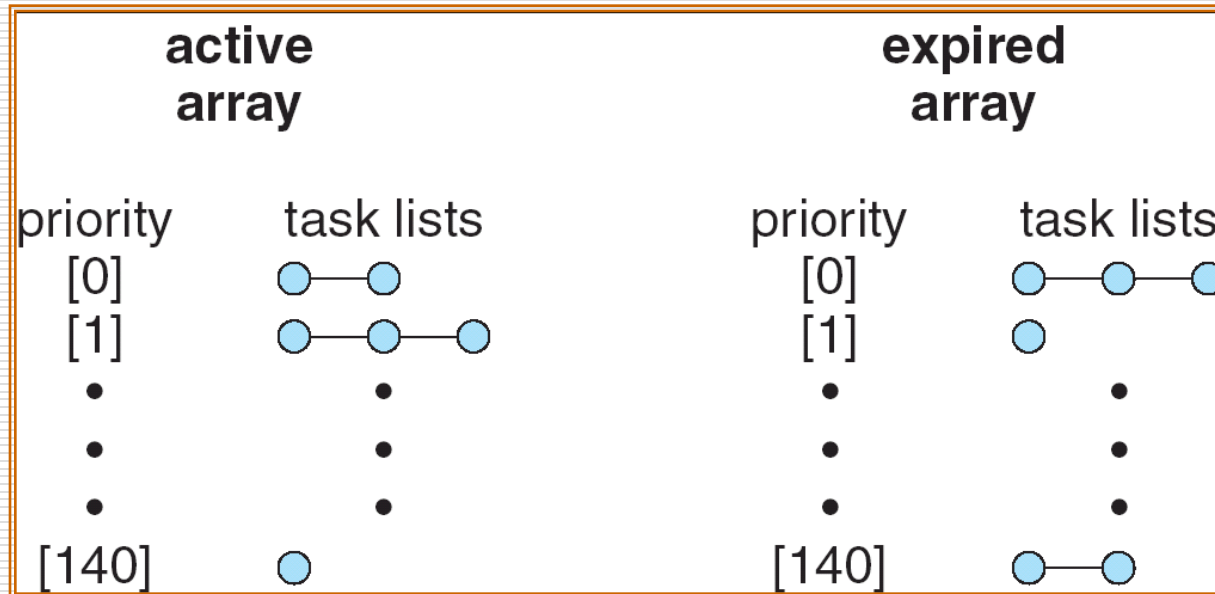 active
array
priority task lists
[0]
[1]
[140]
expired
array
priority task lists
[0]
[1]
[140]